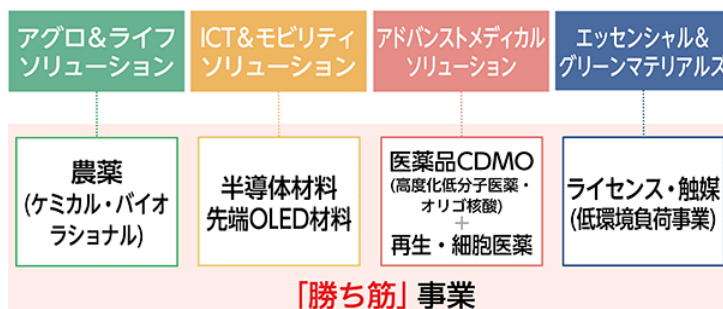 アグロ&ライフ
ソリューション
ICT&モビリティ
ソリューション
アドバンストメディカル
ソリューション
エッセンシャル&
グリーンマテリアルズ
農薬
(ケミカル・バイオ
ラショナル)
半導体材料
先端OLED材料
医薬品CDMO
(高度化低分子医薬・
オリゴ核酸)
+
再生・細胞医薬
ライセンス・触媒
(低環境負荷事業)
「勝ち筋」事業